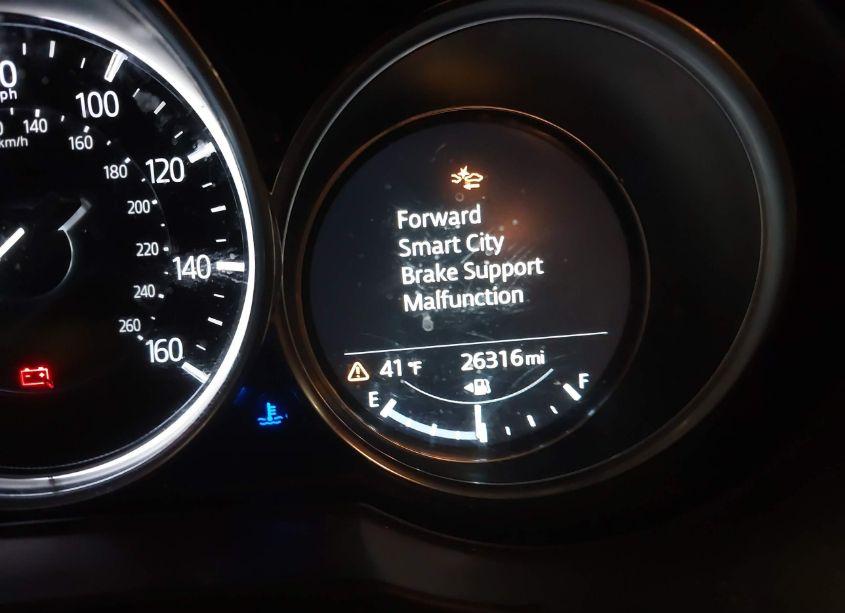 100
120
140
160
mph
140
160
180
200
220
240
260
km/h
Forward
Smart City
Brake Support
Malfunction
41 °F 26316 mi
E F